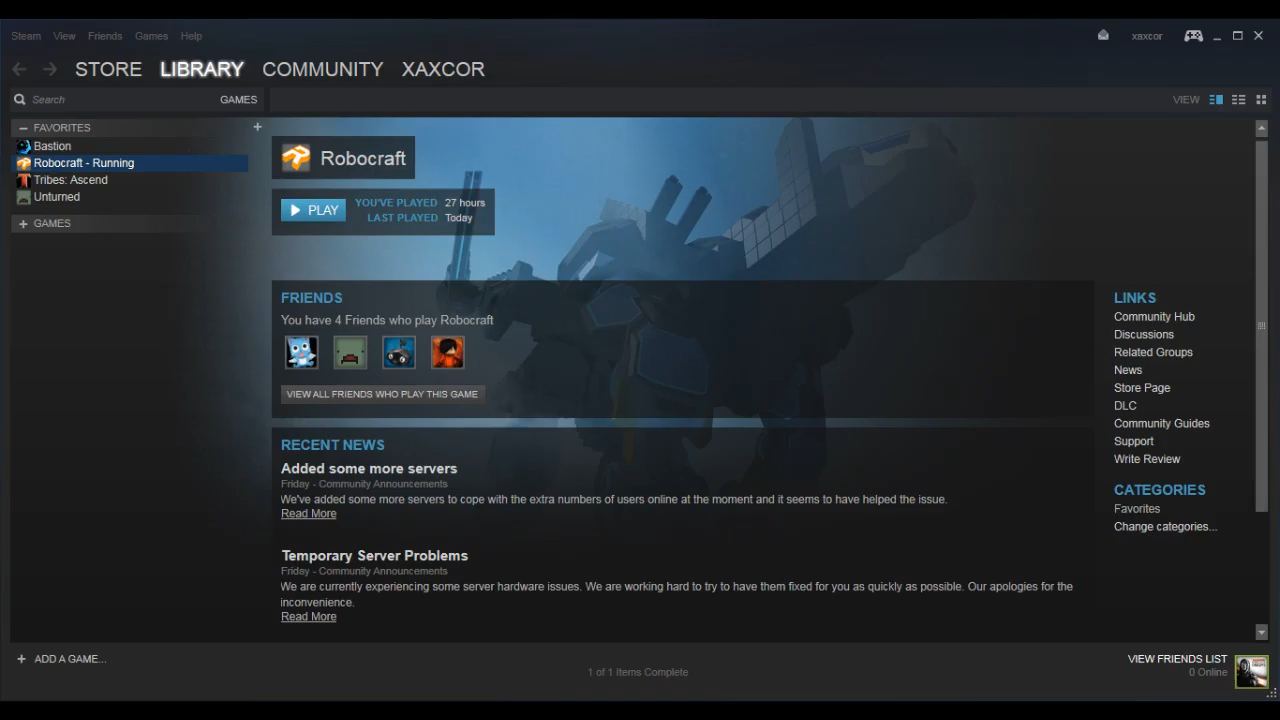 Steam View Friends Games Help
xaxcor
STORE LIBRARY COMMUNITY XAXCOR
Search GAMES
VIEW
− FAVORITES +
Bastion
Robocraft - Running
Tribes: Ascend
Unturned
+ GAMES
Robocraft
PLAY
YOU'VE PLAYED 27 hours
LAST PLAYED Today
FRIENDS
You have 4 Friends who play Robocraft
VIEW ALL FRIENDS WHO PLAY THIS GAME
RECENT NEWS
Added some more servers
Friday - Community Announcements
We've added some more servers to cope with the extra numbers of users online at the moment and it seems to have helped the issue.
Read More
Temporary Server Problems
Friday - Community Announcements
We are currently experiencing some server hardware issues. We are working hard to try to have them fixed for you as quickly as possible. Our apologies for the
inconvenience.
Read More
LINKS
Community Hub
Discussions
Related Groups
News
Store Page
DLC
Community Guides
Support
Write Review
CATEGORIES
Favorites
Change categories...
+ ADD A GAME...
1 of 1 Items Complete
VIEW FRIENDS LIST
0 Online